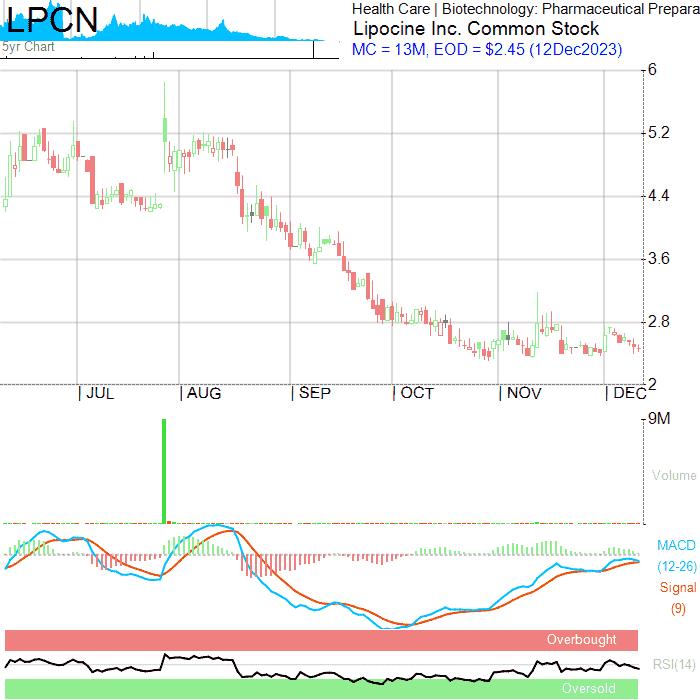 LPCN
5yr Chart
Health Care | Biotechnology: Pharmaceutical Prepara
Lipocine Inc. Common Stock
MC = 13M, EOD = $2.45 (12Dec2023)
6
5.2
4.4
3.6
2.8
2
JUL
AUG
SEP
OCT
NOV
DEC
9M
Volume
MACD
(12-26)
Signal
(9)
Overbought
RSI(14)
Oversold